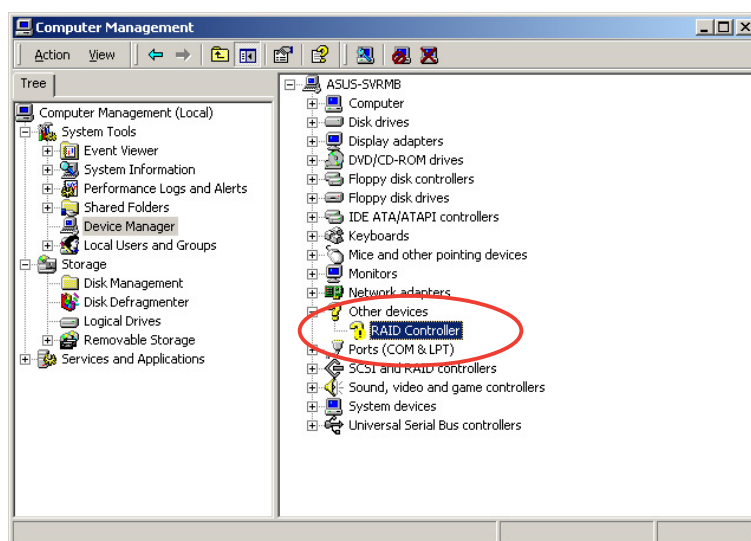 Computer Management
Action View
Tree
Computer Management (Local)
System Tools
Event Viewer
System Information
Performance Logs and Alerts
Shared Folders
Device Manager
Local Users and Groups
Storage
Disk Management
Disk Defragmenter
Logical Drives
Removable Storage
Services and Applications
ASUS-SVRMB
Computer
Disk drives
Display adapters
DVD/CD-ROM drives
Floppy disk controllers
Floppy disk drives
IDE ATA/ATAPI controllers
Keyboards
Mice and other pointing devices
Monitors
Network adapters
Other devices
RAID Controller
Ports (COM & LPT)
SCSI and RAID controllers
Sound, video and game controllers
System devices
Universal Serial Bus controllers